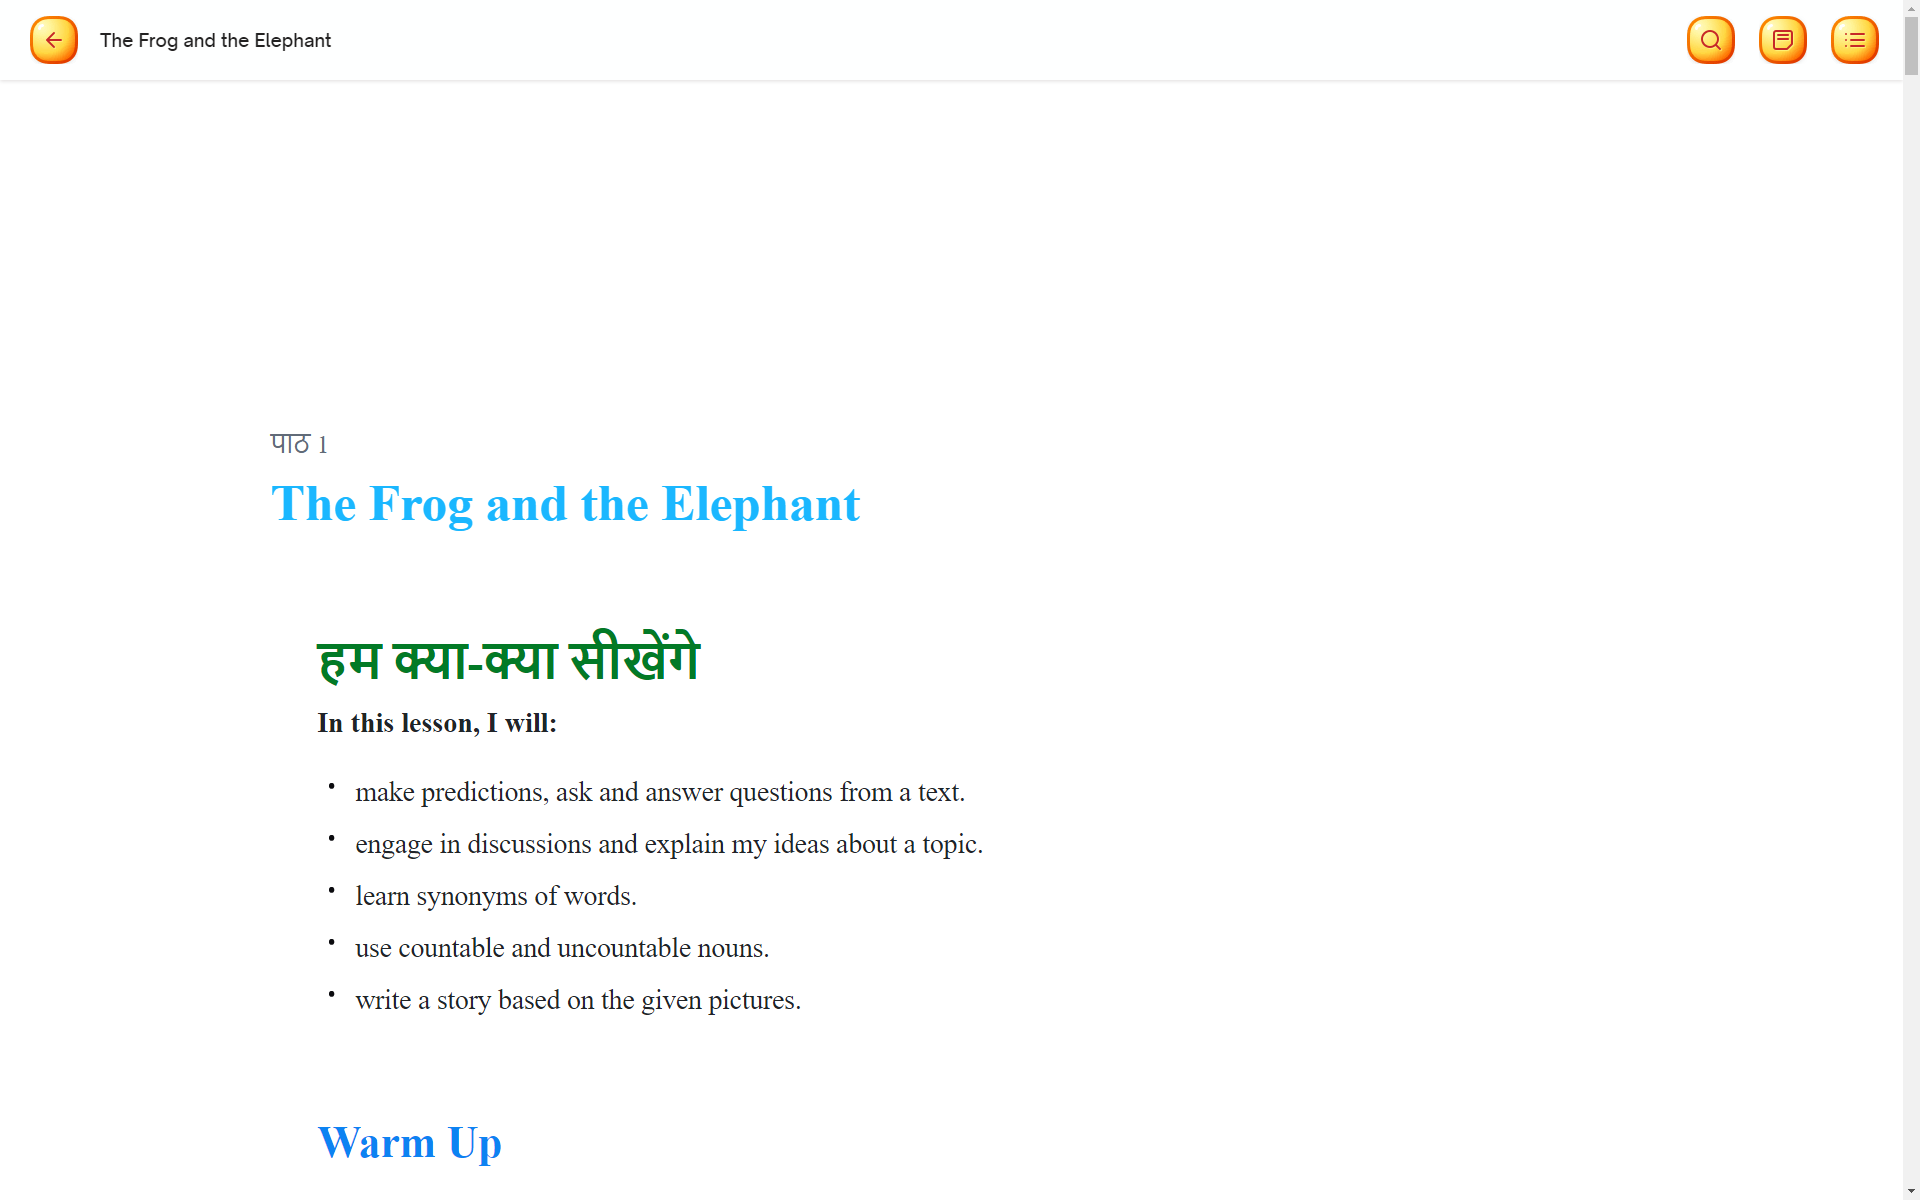 The Frog and the Elephant
पाठ 1
The Frog and the Elephant
हम क्या-क्या सीखेंगे
In this lesson, I will:
• make predictions, ask and answer questions from a text.
• engage in discussions and explain my ideas about a topic.
• learn synonyms of words.
• use countable and uncountable nouns.
• write a story based on the given pictures.
Warm Up